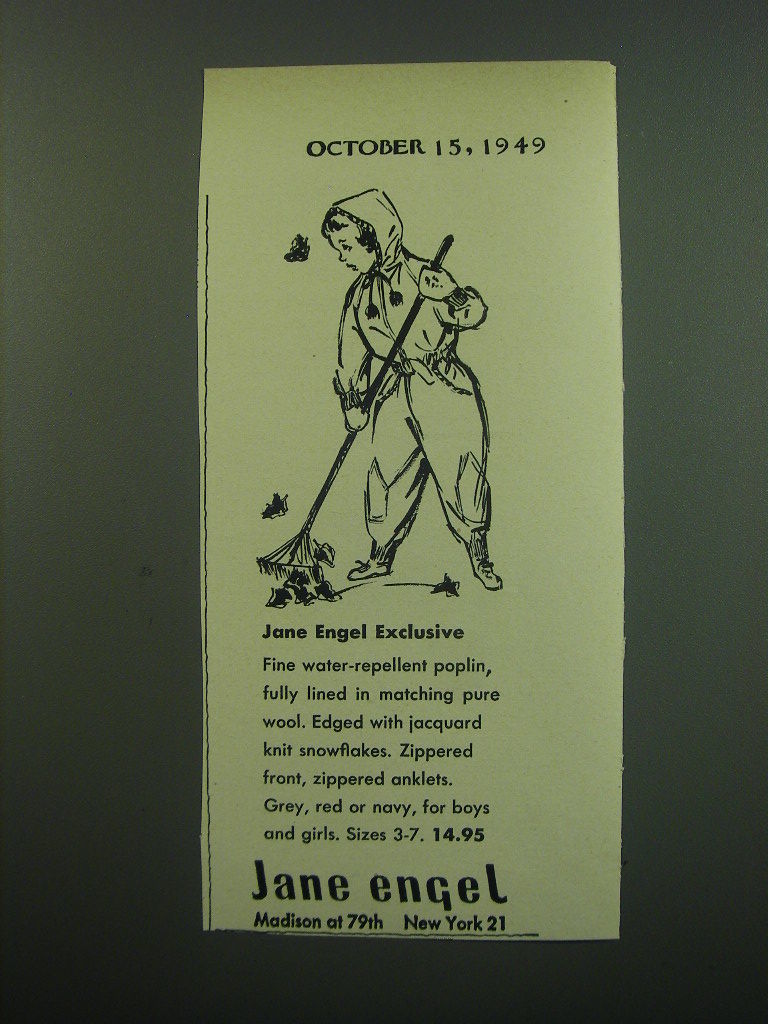 OCTOBER 15, 1949
Jane Engel Exclusive
Fine water-repellent poplin,
fully lined in matching pure
wool. Edged with jacquard
knit snowflakes. Zippered
front, zippered anklets.
Grey, red or navy, for boys
and girls. Sizes 3-7. 14.95
Jane engel
Madison at 79th New York 21